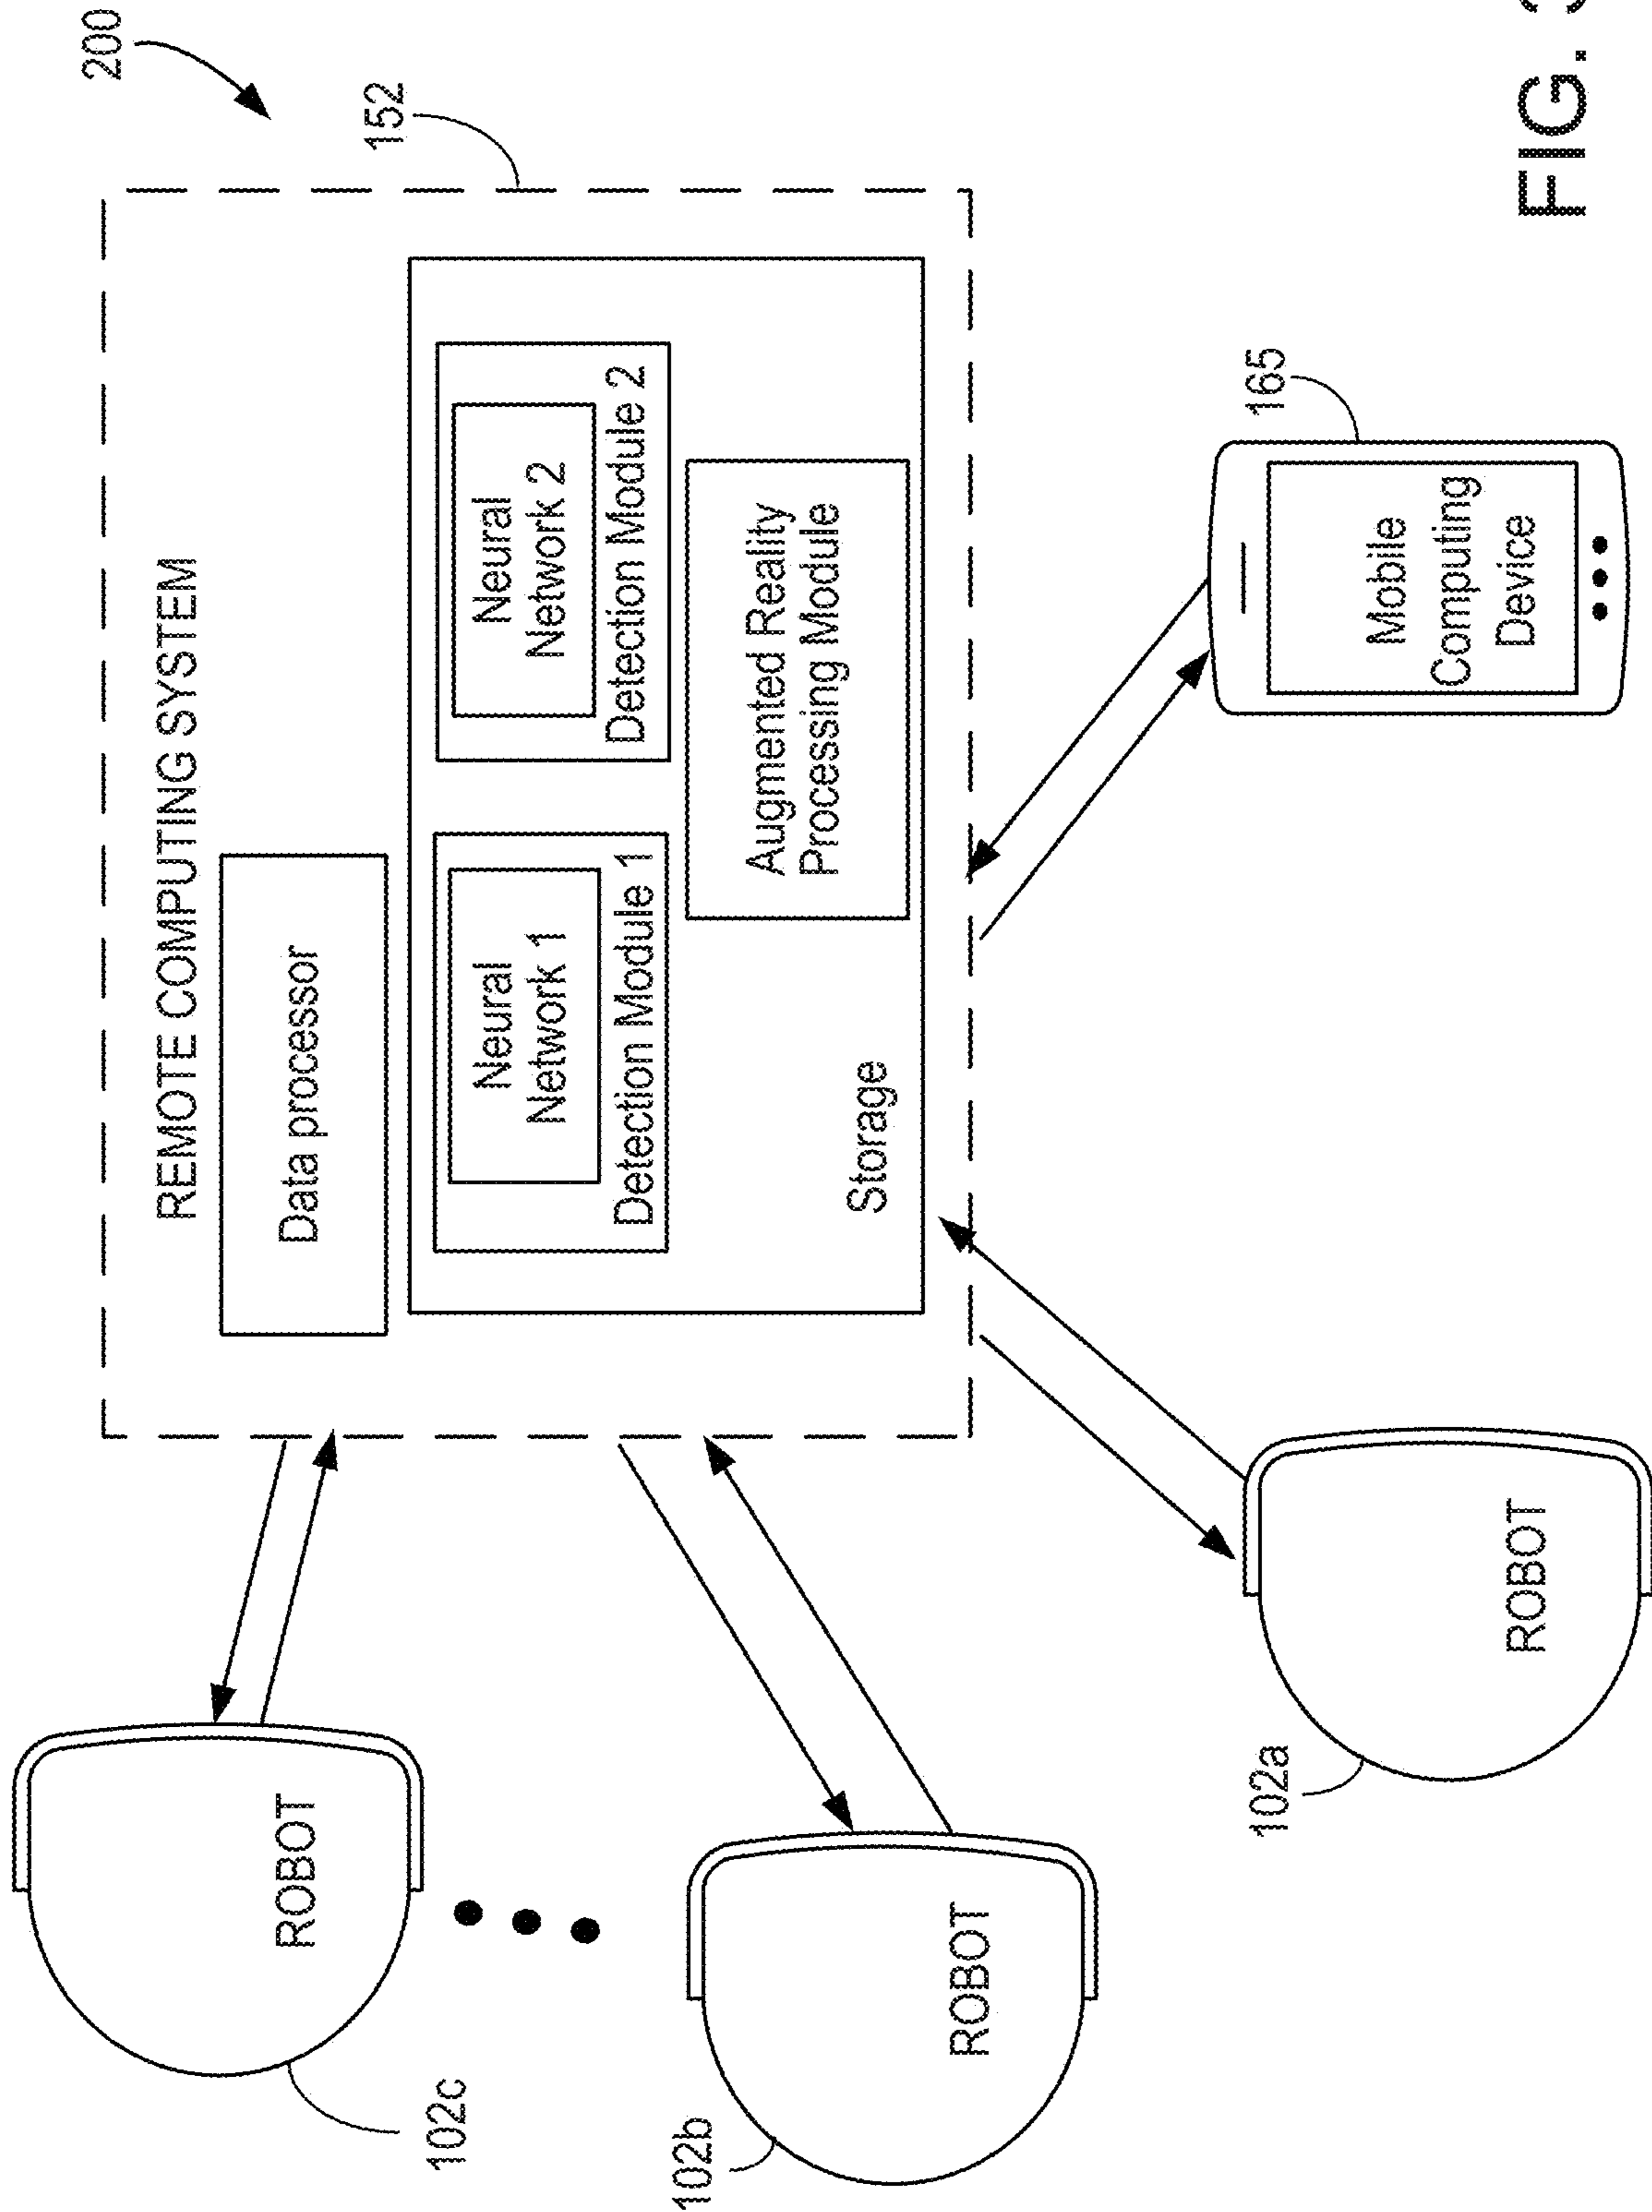 200
REMOTE COMPUTING SYSTEM
152
Data processor
Neural
Network 1
Detection Module 1
Neural
Network 2
Detection Module 2
Augmented Reality
Processing Module
Storage
ROBOT
102c
ROBOT
102b
ROBOT
102a
165
Mobile
Computing
Device
FIG.